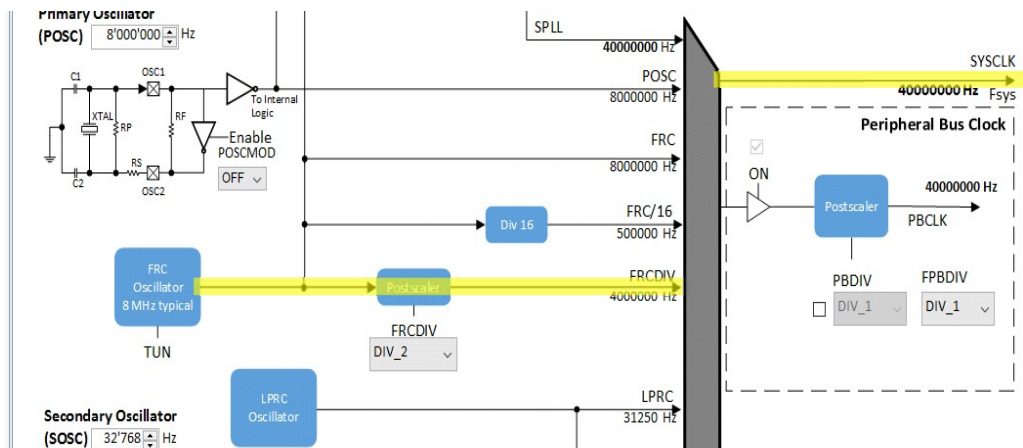 Primary Oscillator
(POSC) 8'000'000 Hz
SPLL
40000000 Hz
SYSCLK
40000000 Hz
Fsys
C1
OSC1
To Internal
Logic
POSC
8000000 Hz
XTAL
RP
RF
Enable
POSCMOD
OFF
RS
C2
OSC2
FRC
8000000 Hz
Peripheral Bus Clock
ON
Postscaler
40000000 Hz
PBCLK
Div 16
FRC/16
500000 Hz
FRC
Oscillator
8 MHz typical
TUN
Postscaler
FRCDIV
DIV_2
FRCDIV
4000000 Hz
PBDIV
DIV_1
FPBDIV
DIV_1
LPRC
Oscillator
LPRC
31250 Hz
Secondary Oscillator
(SOSC) 32'768 Hz